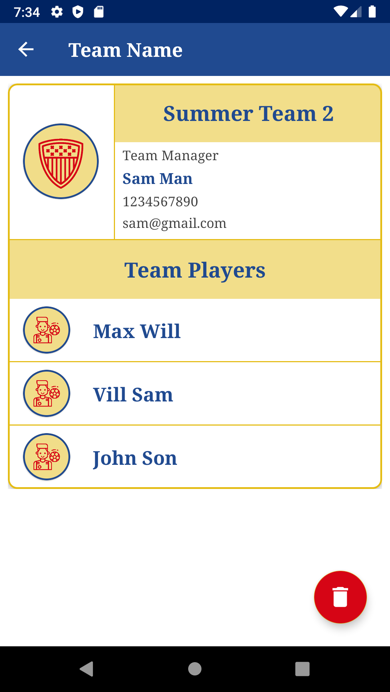 7:34
Team Name
Summer Team 2
Team Manager
Sam Man
1234567890
sam@gmail.com
Team Players
Max Will
Vill Sam
John Son